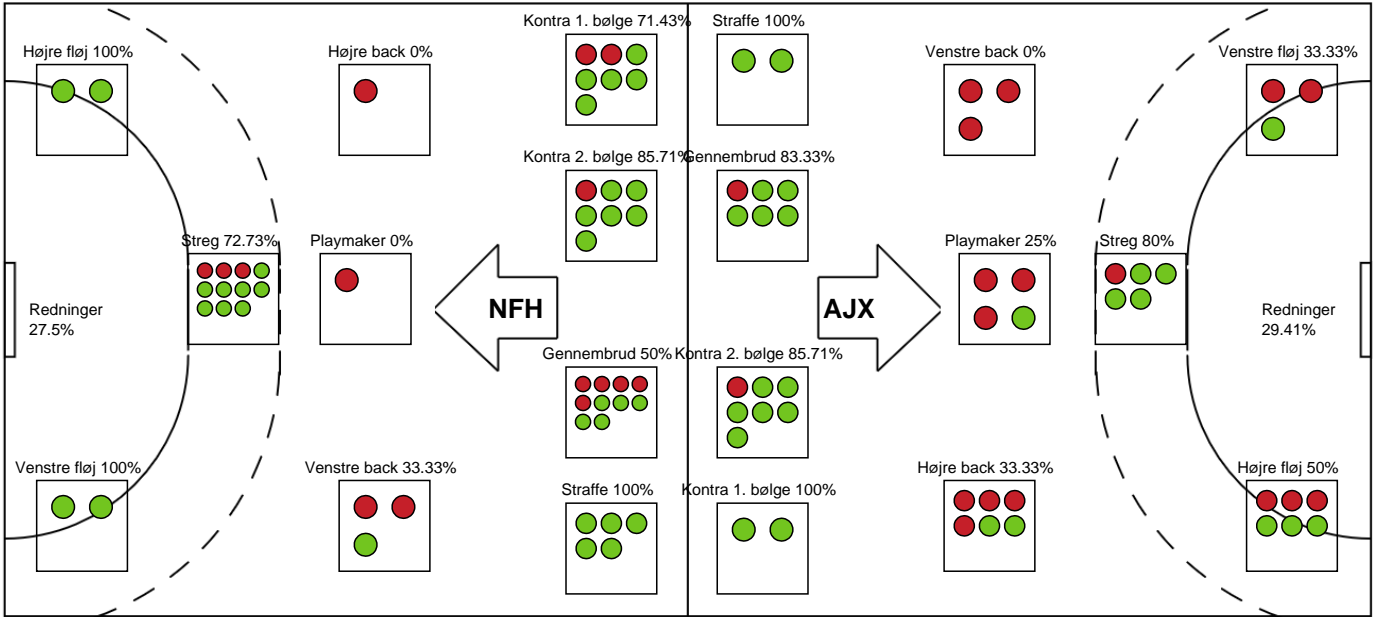 Kontra 1. bølge 71.43%
Straffe 100%
Højre fløj 100%
Højre back 0%
Venstre back 0%
Venstre fløj 33.33%
Kontra 2. bølge 85.71%
Gennembrud 83.33%
Streg 72.73%
Playmaker 0%
Playmaker 25%
Streg 80%
Redninger
27.5%
NFH
AJX
Redninger
29.41%
Gennembrud 50%
Kontra 2. bølge 85.71%
Venstre fløj 100%
Venstre back 33.33%
Højre back 33.33%
Højre fløj 50%
Straffe 100%
Kontra 1. bølge 100%